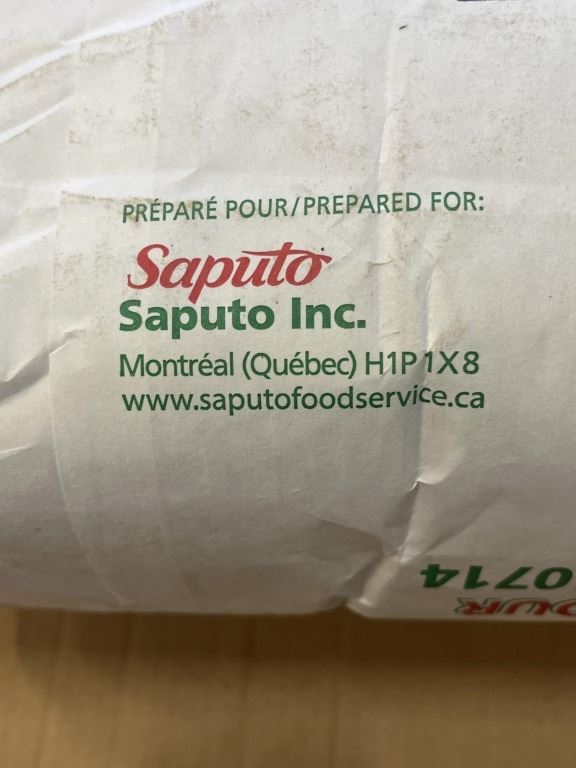 PRÉPARÉ POUR/PREPARED FOR:
Saputo
Saputo Inc.
Montréal (Québec) H1P 1X8
www.saputofoodservice.ca